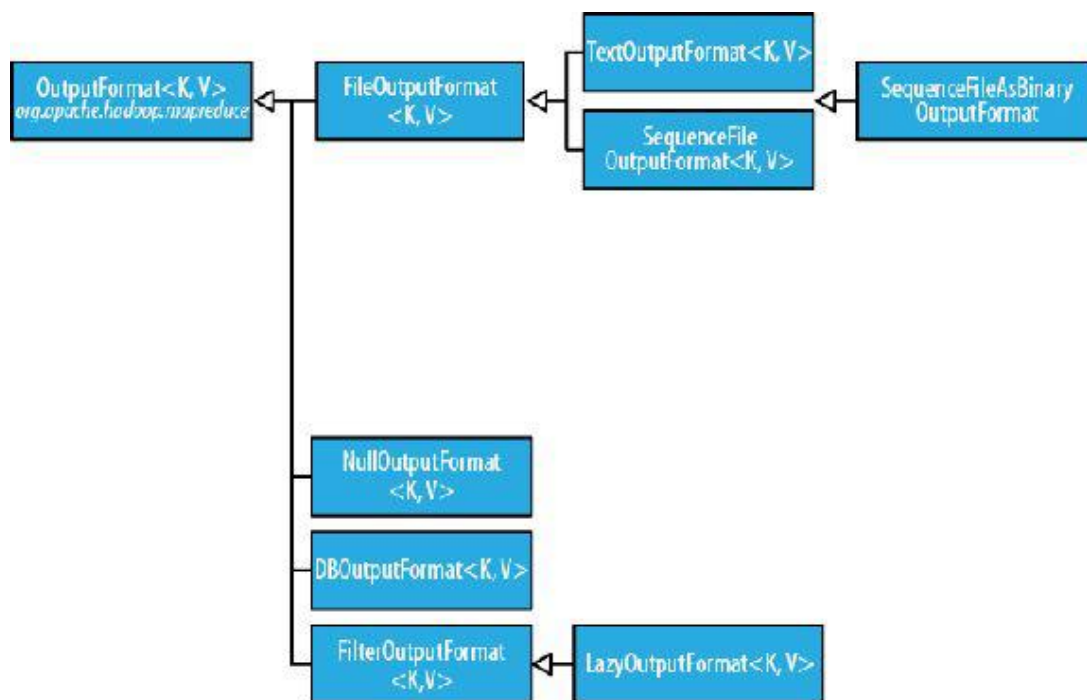 OutputFormat<K, V>
org.apache.hadoop.mapreduce
FileOutputFormat
<K, V>
TextOutputFormat<K, V>
SequenceFile
OutputFormat<K, V>
SequenceFileAsBinary
OutputFormat
NullOutputFormat
<K, V>
DBOutputFormat<K, V>
FilterOutputFormat
<K,V>
LazyOutputFormat<K, V>